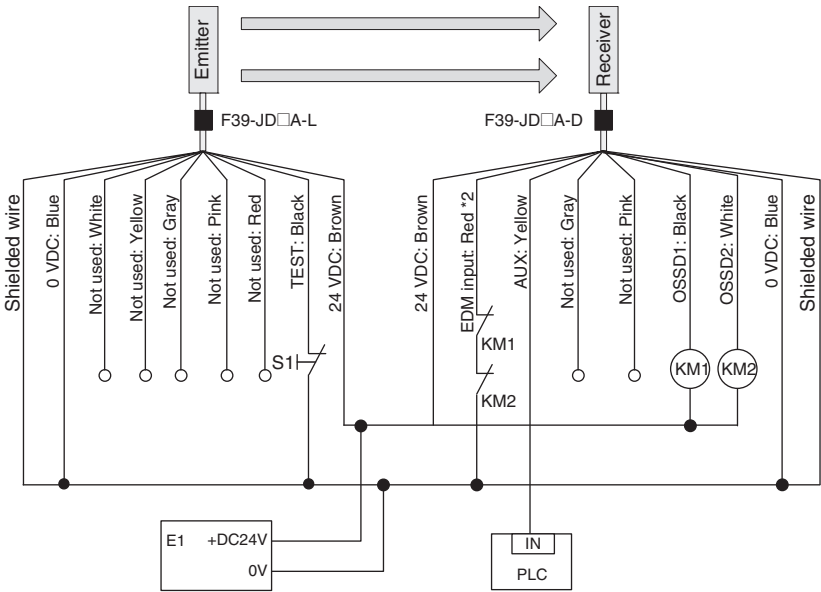 Emitter
Receiver
F39-JD□A-L
F39-JD□A-D
Shielded wire
0 VDC: Blue
Not used: White
Not used: Yellow
Not used: Gray
Not used: Pink
Not used: Red
TEST: Black
24 VDC: Brown
24 VDC: Brown
EDM input: Red *2
AUX: Yellow
Not used: Gray
Not used: Pink
OSSD1: Black
OSSD2: White
0 VDC: Blue
Shielded wire
S1
KM1
KM2
KM1
KM2
E1 +DC24V
0V
IN
PLC